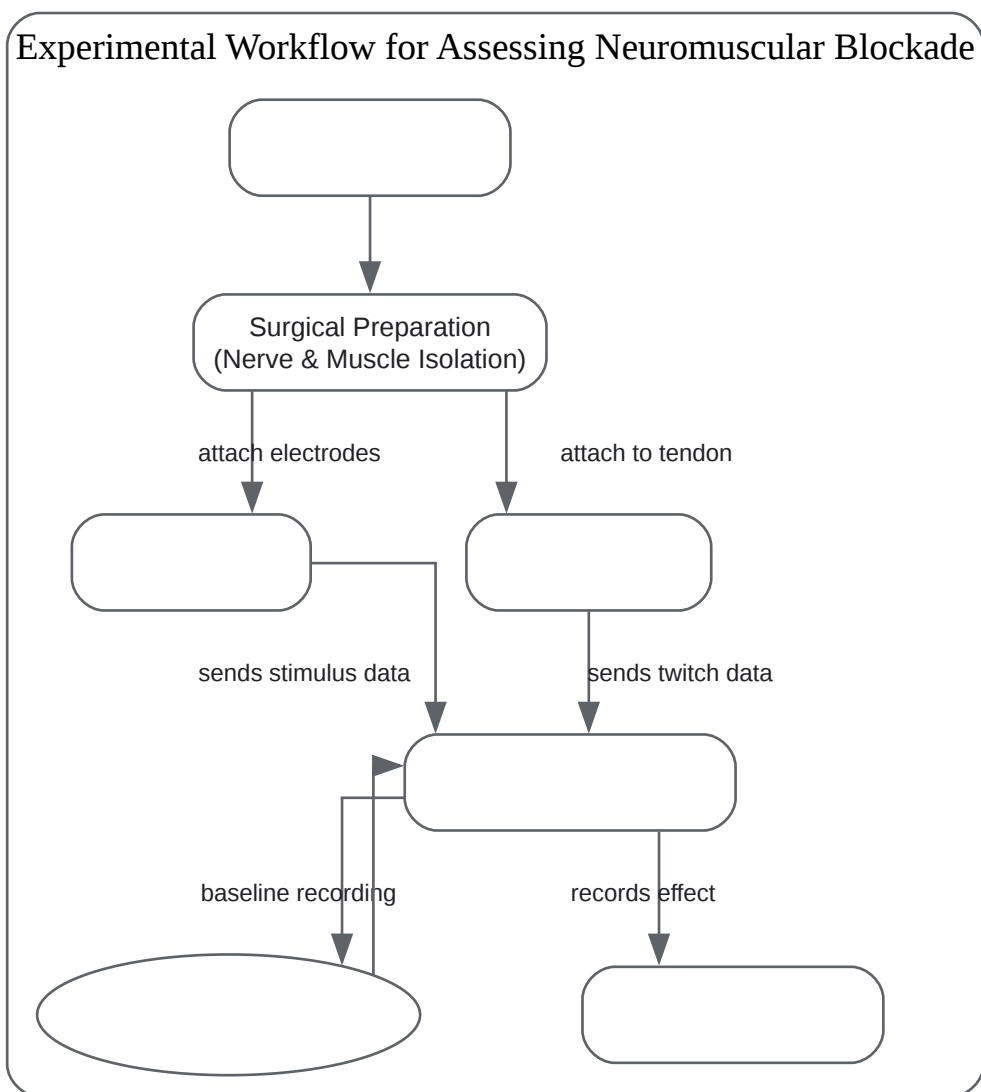 Experimental Workflow for Assessing Neuromuscular Blockade
Surgical Preparation
(Nerve & Muscle Isolation)
attach electrodes
attach to tendon
sends stimulus data
sends twitch data
baseline recording
records effect